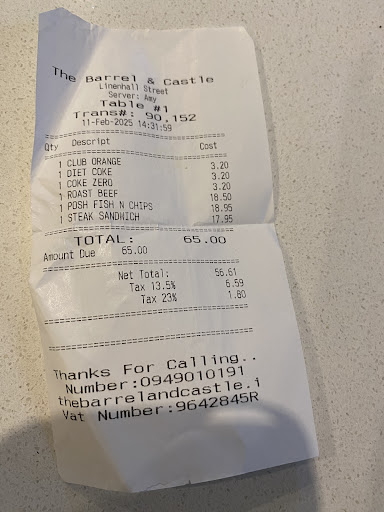 The Barrel & Castle
Linenhall Street
Server: Amy
Table #1
Trans#: 90,152
11-Feb-2025 14:31:59
Qty Descript Cost
1 CLUB ORANGE 3.20
1 DIET COKE 3.20
1 COKE ZERO 3.20
1 ROAST BEEF 18.50
1 POSH FISH N CHIPS 18.95
1 STEAK SANDWICH 17.95
TOTAL: 65.00
Amount Due 65.00
Net Total: 56.61
Tax 13.5% 6.59
Tax 23% 1.80
Thanks For Calling..
Number:0949010191
thebarrelandcastle.i
Vat Number:9642845R